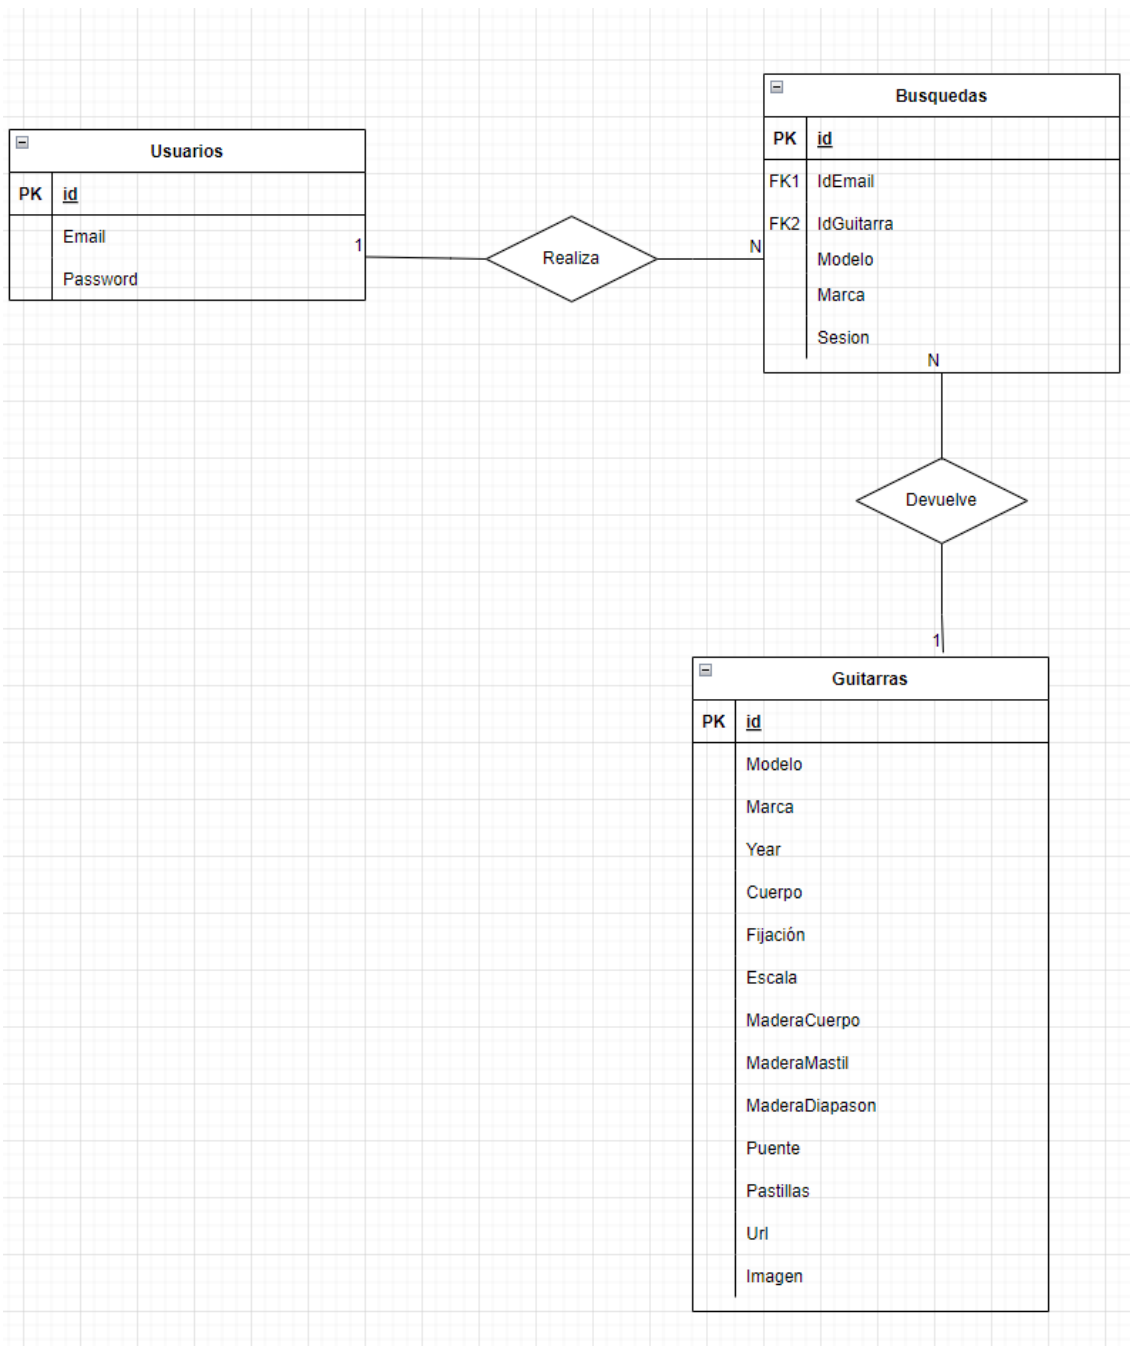 Usuarios
PK id
Email
Password
1
Realiza
N
Busquedas
PK id
FK1 IdEmail
FK2 IdGuitarra
Modelo
Marca
Sesion
N
Devuelve
1
Guitarras
PK id
Modelo
Marca
Year
Cuerpo
Fijación
Escala
MaderaCuerpo
MaderaMastil
MaderaDiapason
Puente
Pastillas
Url
Imagen